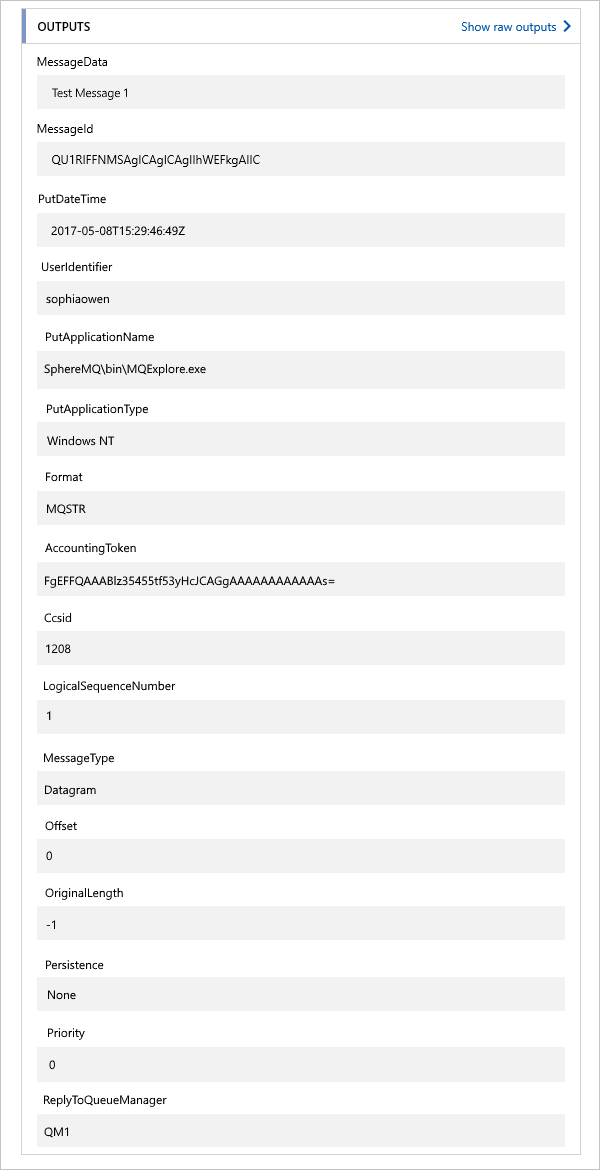 OUTPUTS
Show raw outputs
MessageData
Test Message 1
MessageId
QU1RIFFNMSAgICAgICAgIIhWEFkgAIIC
PutDateTime
2017-05-08T15:29:46:49Z
UserIdentifier
sophiaowen
PutApplicationName
SphereMQ\bin\MQExplore.exe
PutApplicationType
Windows NT
Format
MQSTR
AccountingToken
FgEFFQAAABlz35455tf53yHcJCAGgAAAAAAAAAAAAs=
Ccsid
1208
LogicalSequenceNumber
1
MessageType
Datagram
Offset
0
OriginalLength
-1
Persistence
None
Priority
0
ReplyToQueueManager
QM1